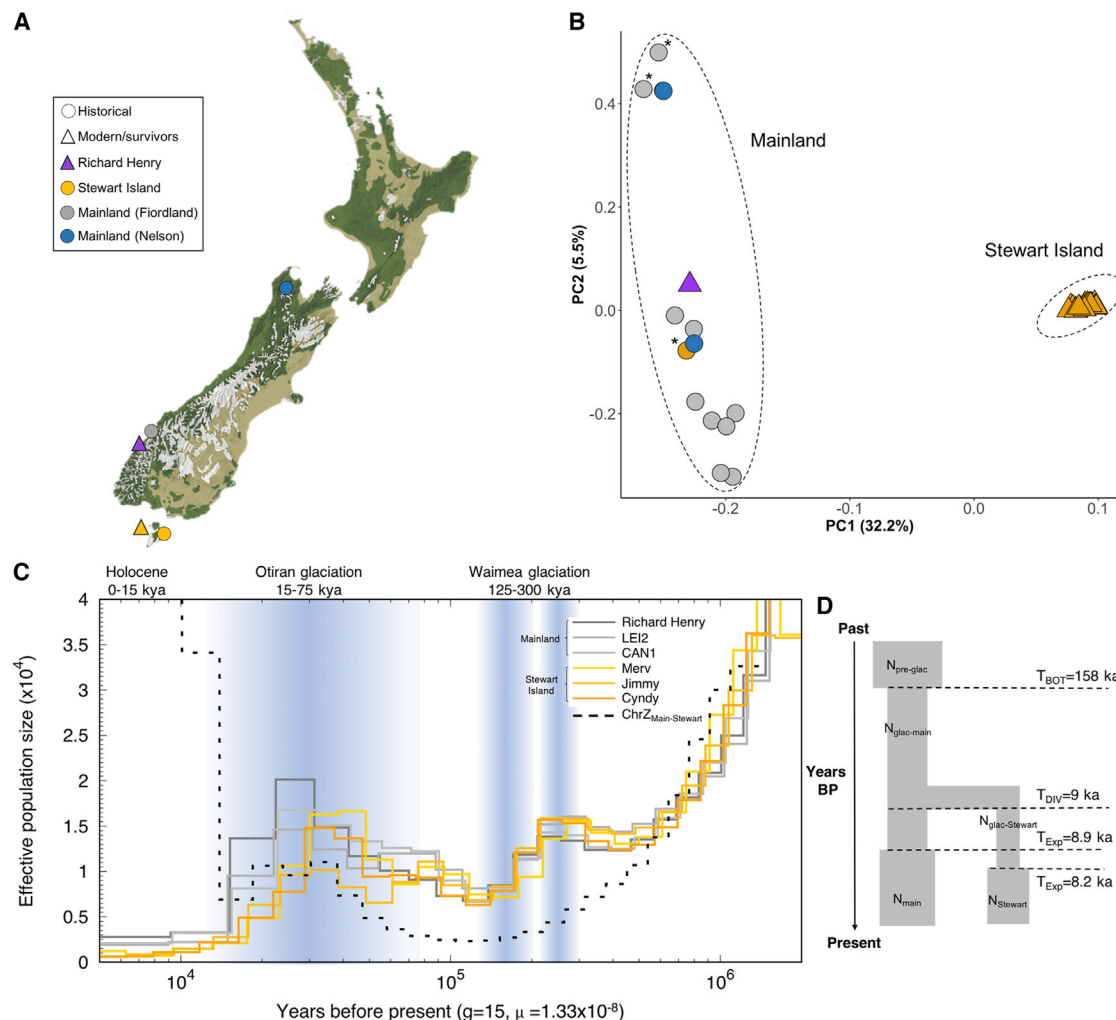 A
Historical
Modern/survivors
Richard Henry
Stewart Island
Mainland (Fiordland)
Mainland (Nelson)
B
Mainland
Stewart Island
*
*
*
PC2 (5.5%)
0.4
0.2
0.0
-0.2
-0.2
-0.1
0.0
0.1
PC1 (32.2%)
C
Holocene
0-15 kya
Otiran glaciation
15-75 kya
Waimea glaciation
125-300 kya
Effective population size (x10⁴)
4
3.5
3
2.5
2
1.5
1
0.5
0
Mainland
Stewart
Island
Richard Henry
LEI2
CAN1
Merv
Jimmy
Cyndy
ChrZMain-Stewart
10⁴
10⁵
10⁶
Years before present (g=15, μ =1.33x10⁻⁸)
D
Past
Years
BP
Present
Npre-glac
TBOT=158 ka
Nglac-main
TDIV=9 ka
Nglac-Stewart
TExp=8.9 ka
TExp=8.2 ka
Nmain
NStewart